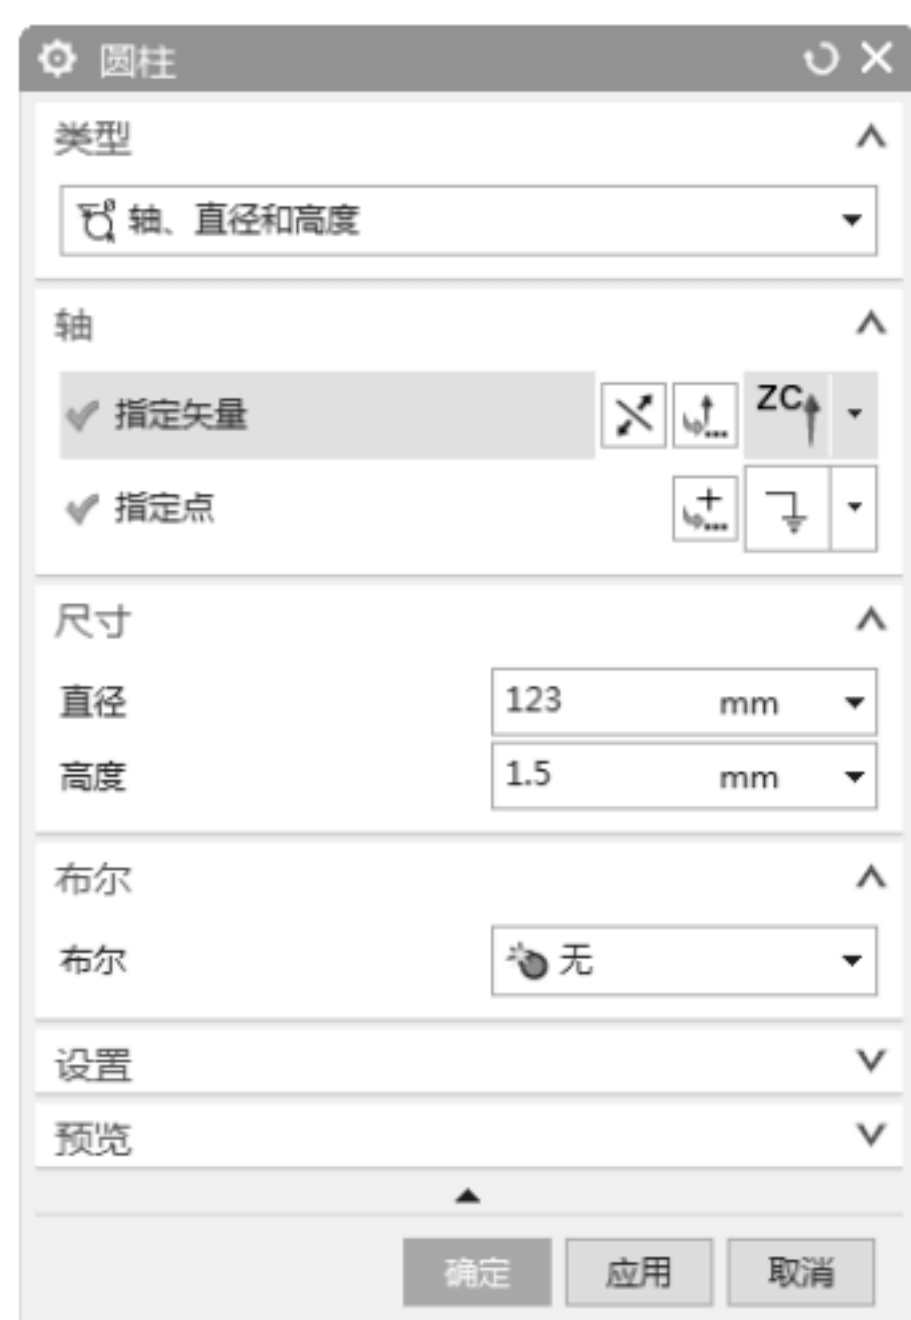 圆柱
类型
轴、直径和高度
轴
指定矢量 ZC
指定点
尺寸
直径 123 mm
高度 1.5 mm
布尔
布尔 无
设置
预览
确定 应用 取消